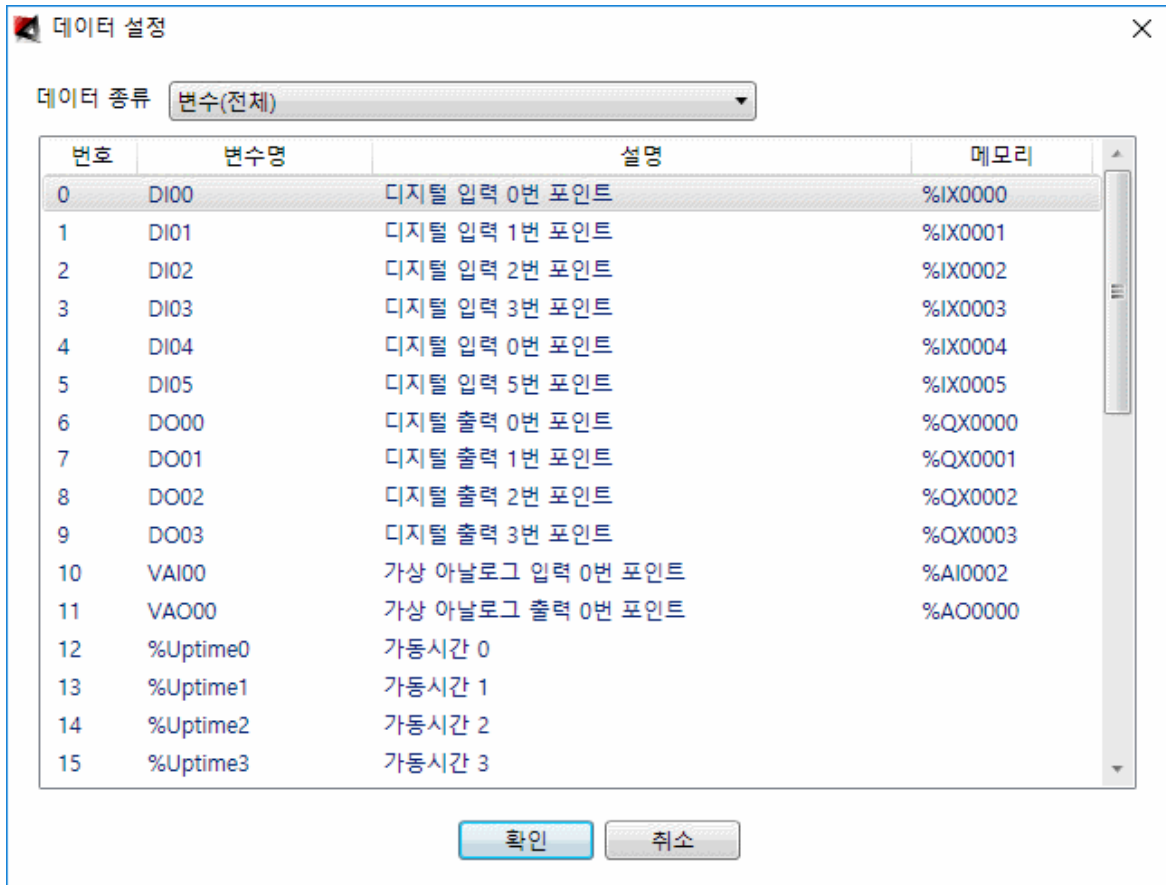 데이터 설정
데이터 종류 변수(전체)
번호 변수명 설명 메모리
0 DI00 디지털 입력 0번 포인트 %IX0000
1 DI01 디지털 입력 1번 포인트 %IX0001
2 DI02 디지털 입력 2번 포인트 %IX0002
3 DI03 디지털 입력 3번 포인트 %IX0003
4 DI04 디지털 입력 0번 포인트 %IX0004
5 DI05 디지털 입력 5번 포인트 %IX0005
6 DO00 디지털 출력 0번 포인트 %QX0000
7 DO01 디지털 출력 1번 포인트 %QX0001
8 DO02 디지털 출력 2번 포인트 %QX0002
9 DO03 디지털 출력 3번 포인트 %QX0003
10 VAI00 가상 아날로그 입력 0번 포인트 %AI0002
11 VAO00 가상 아날로그 출력 0번 포인트 %AO0000
12 %Uptime0 가동시간 0
13 %Uptime1 가동시간 1
14 %Uptime2 가동시간 2
15 %Uptime3 가동시간 3
확인 취소